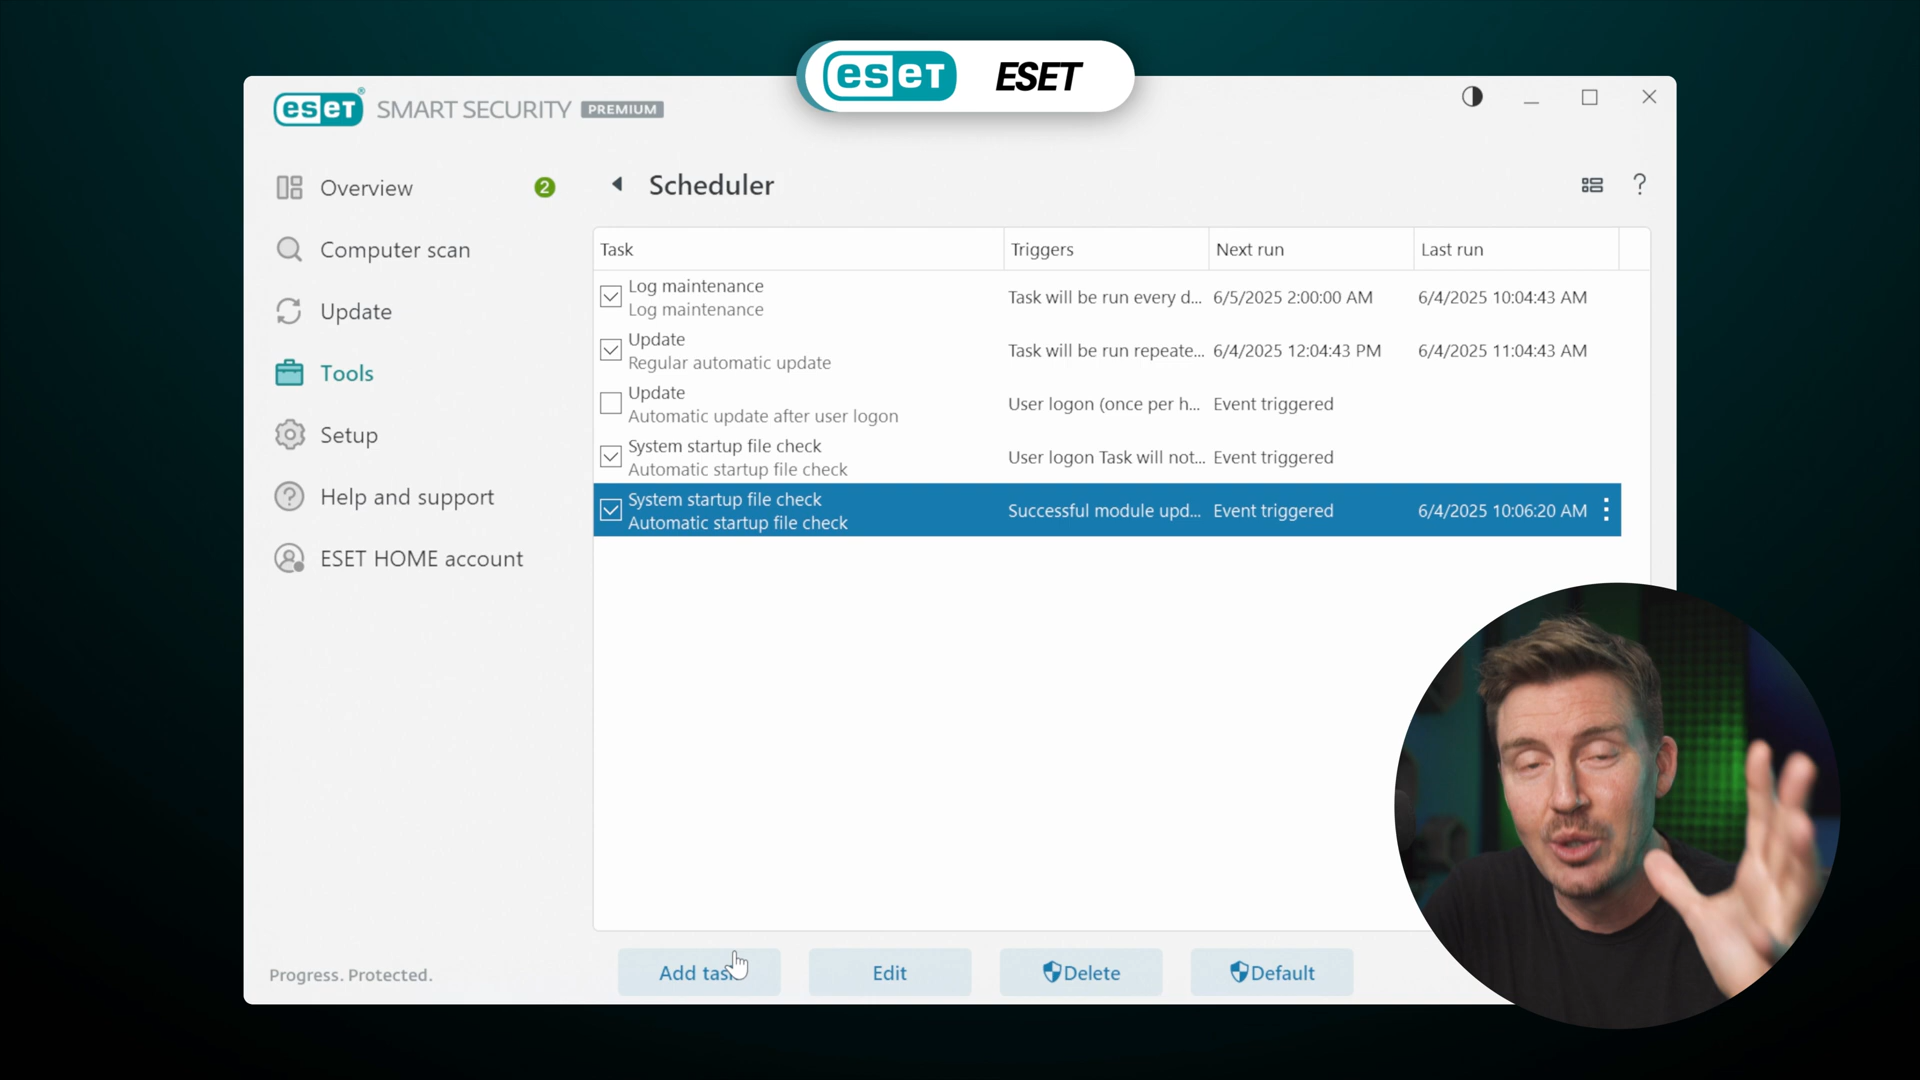 eset ESET
eset® SMART SECURITY PREMIUM
Overview 2
Computer scan
Update
Tools
Setup
Help and support
ESET HOME account
Progress. Protected.
Scheduler ?
Task Triggers Next run Last run
Log maintenance
Log maintenance
Task will be run every d... 6/5/2025 2:00:00 AM 6/4/2025 10:04:43 AM
Update
Regular automatic update
Task will be run repeate... 6/4/2025 12:04:43 PM 6/4/2025 11:04:43 AM
Update
Automatic update after user logon
User logon (once per h... Event triggered
System startup file check
Automatic startup file check
User logon Task will not... Event triggered
System startup file check
Automatic startup file check
Successful module upd... Event triggered 6/4/2025 10:06:20 AM
Add task Edit Delete Default